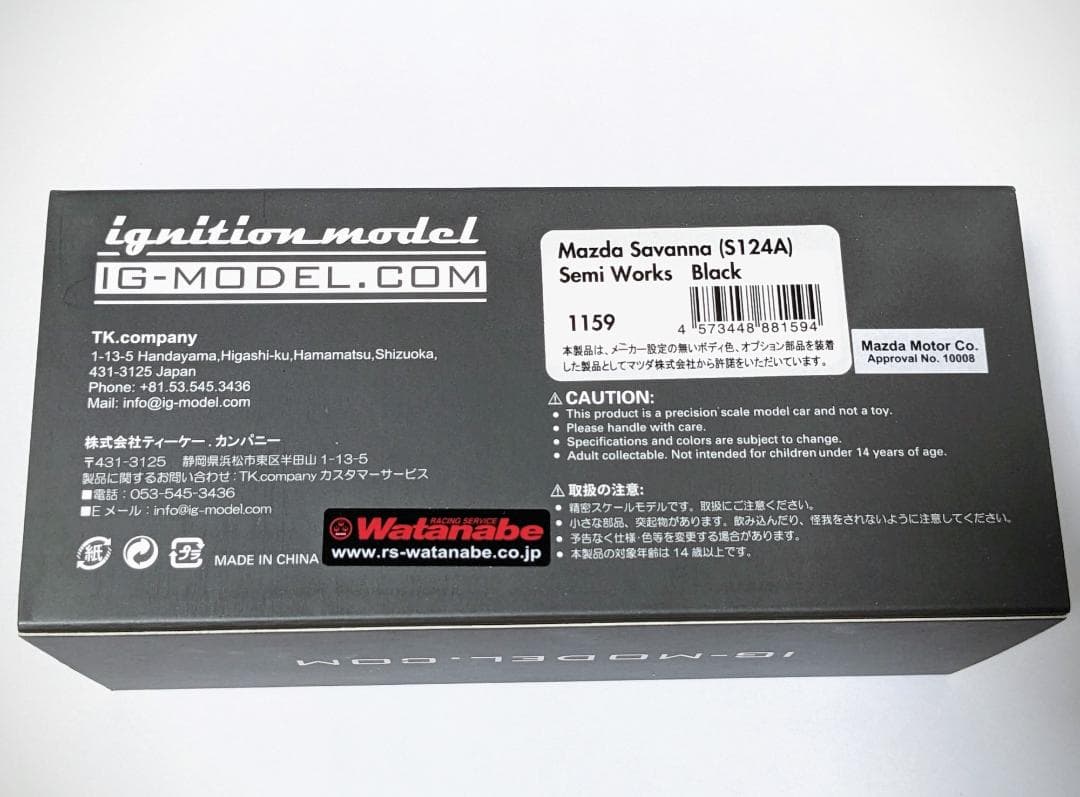 ignition model
IG-MODEL.COM
TK.company
1-13-5 Handayama,Higashi-ku,Hamamatsu,Shizuoka,
431-3125 Japan
Phone: +81.53.545.3436
Mail: info@ig-model.com
株式会社ティーケー.カンパニー
〒431-3125 静岡県浜松市東区半田山1-13-5
製品に関するお問い合わせ:TK.companyカスタマーサービス
■電話:053-545-3436
■Eメール:info@ig-model.com
紙
プラ
MADE IN CHINA
RACING SERVICE
Watanabe
www.rs-watanabe.co.jp
Mazda Savanna (S124A)
Semi Works Black
1159
4 573448 881594
本製品は、メーカー設定の無いボディ色、オプション部品を装着
した製品としてマツダ株式会社から許諾をいただいています。
Mazda Motor Co.
Approval No. 10008
⚠CAUTION:
● This product is a precision scale model car and not a toy.
● Please handle with care.
● Specifications and colors are subject to change.
● Adult collectable. Not intended for children under 14 years of age.
⚠取扱の注意:
● 精密スケールモデルです。取扱にご注意ください。
● 小さな部品、突起物があります。飲み込んだり、怪我をされないように注意してください。
● 予告なく仕様・色等を変更する場合があります。
● 本製品の対象年齢は14歳以上です。
IG-MODEL.COM